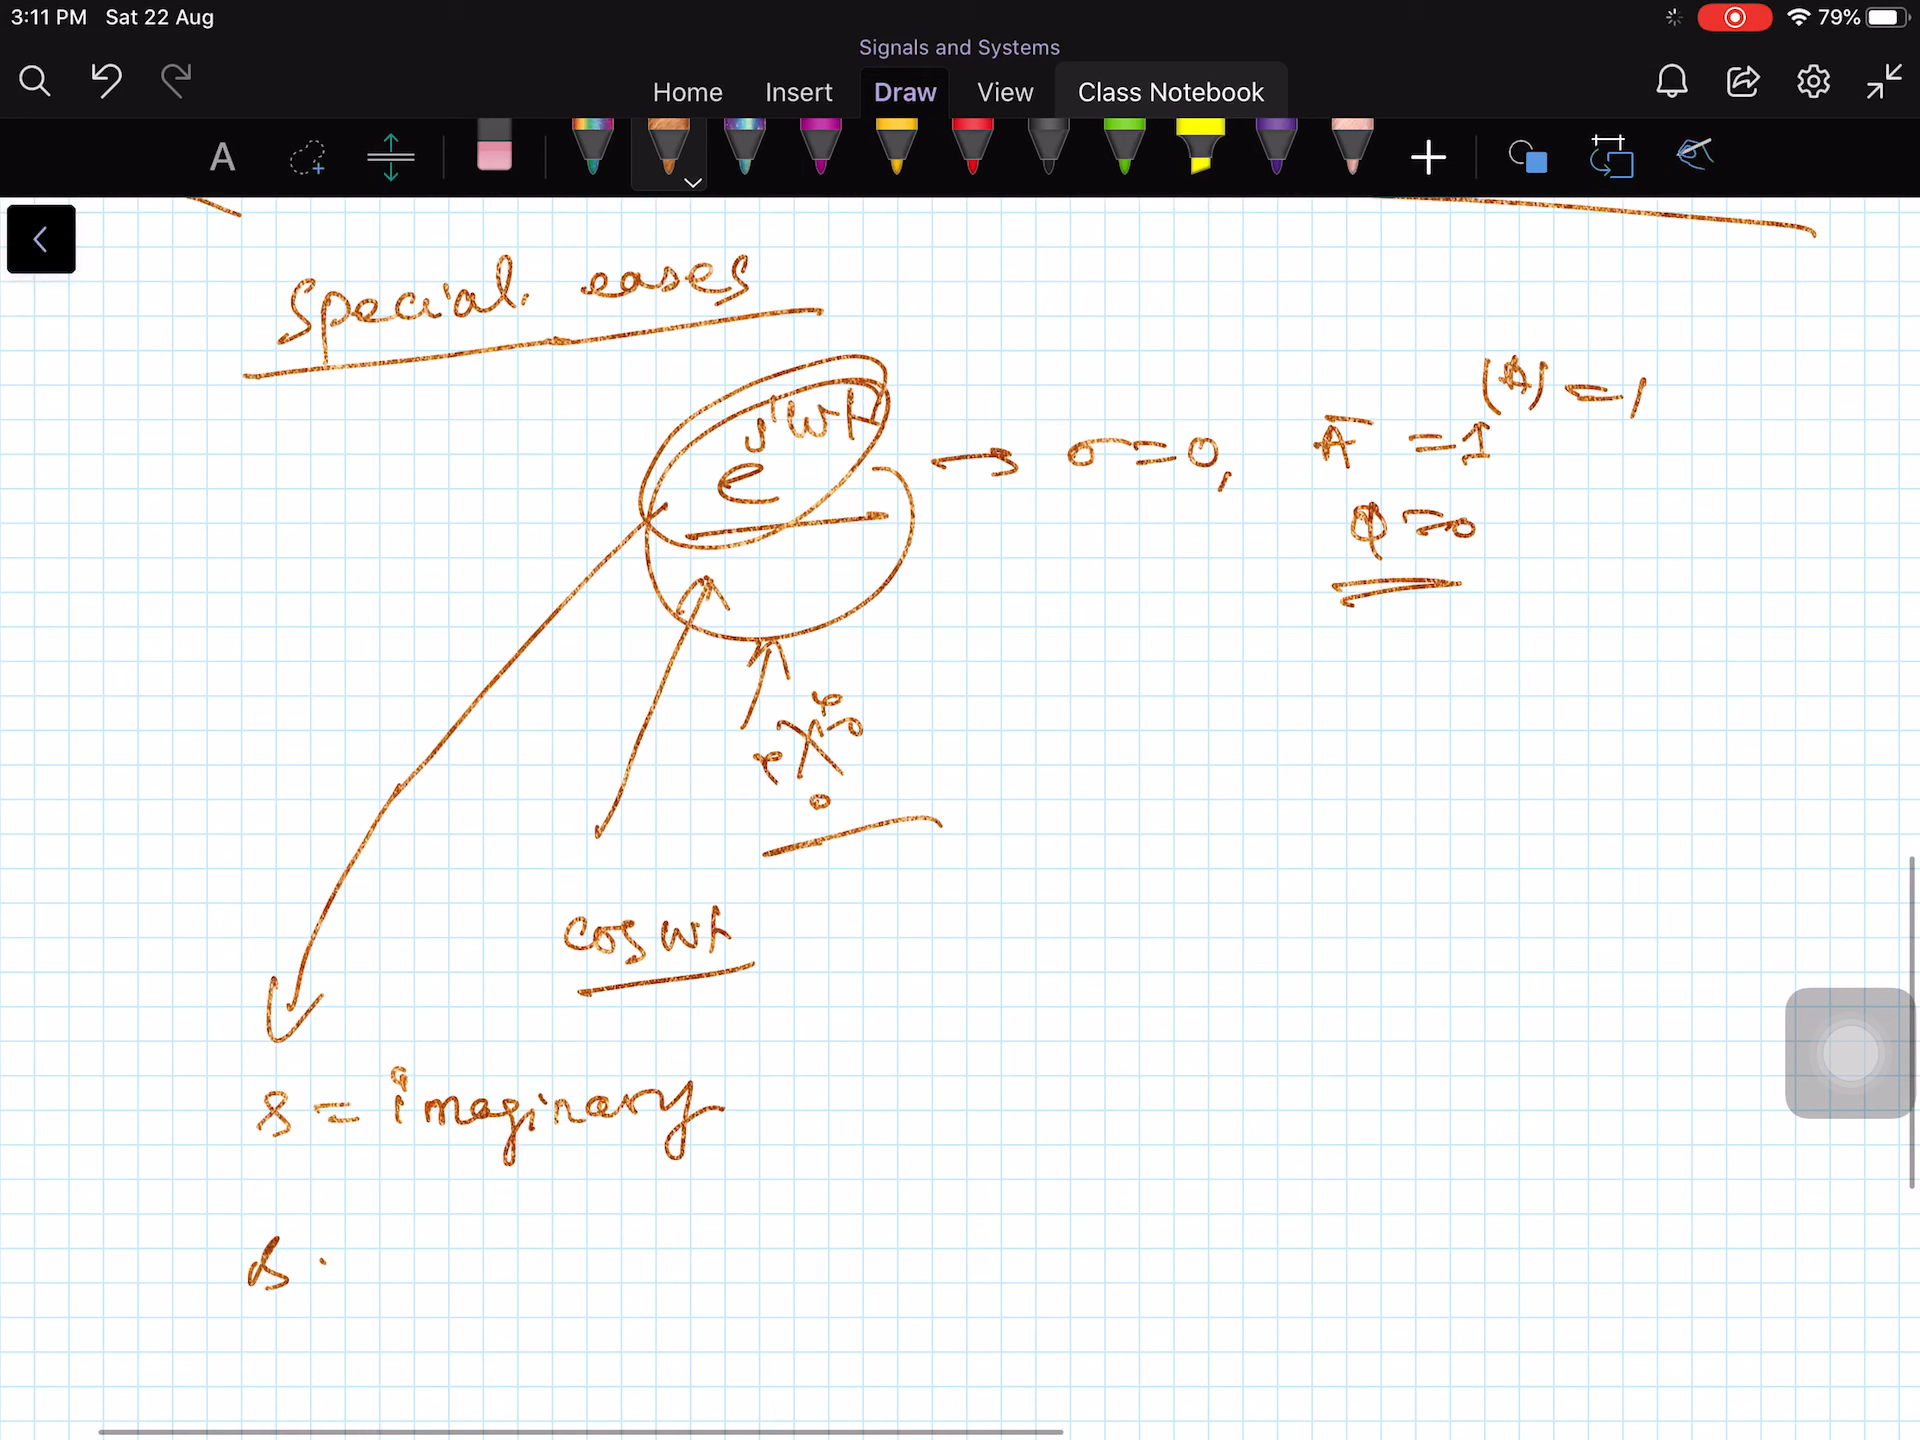 3:11 PM Sat 22 Aug
79%
Signals and Systems
Home Insert Draw View Class Notebook
A
Special cases
e^{jωt} → σ=0, Ā =1 |A| =1
φ=0
cos ωt
s = imaginary
s